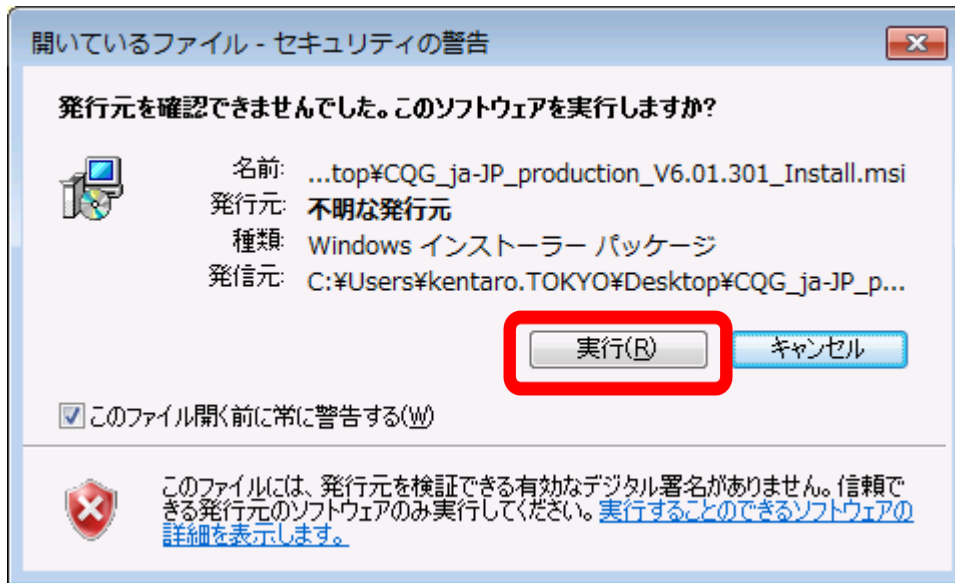 開いているファイル - セキュリティの警告
発行元を確認できませんでした。このソフトウェアを実行しますか?
名前: ...top¥CQG_ja-JP_production_V6.01.301_Install.msi
発行元: 不明な発行元
種類: Windows インストーラー パッケージ
発信元: C:¥Users¥kentaro.TOKYO¥Desktop¥CQG_ja-JP_p...
実行(R) キャンセル
このファイル開く前に常に警告する(W)
このファイルには、発行元を検証できる有効なデジタル署名がありません。信頼で
きる発行元のソフトウェアのみ実行してください。実行することのできるソフトウェアの
詳細を表示します。